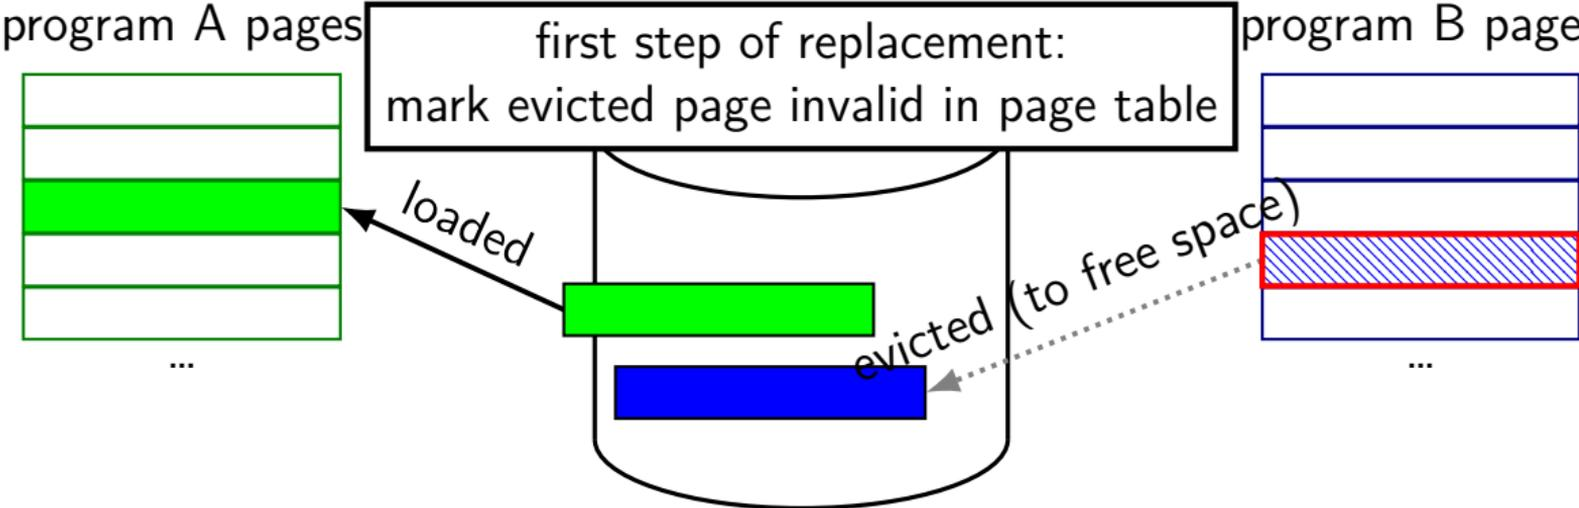 program A pages
first step of replacement:
mark evicted page invalid in page table
program B page
loaded
evicted (to free space)
...
...